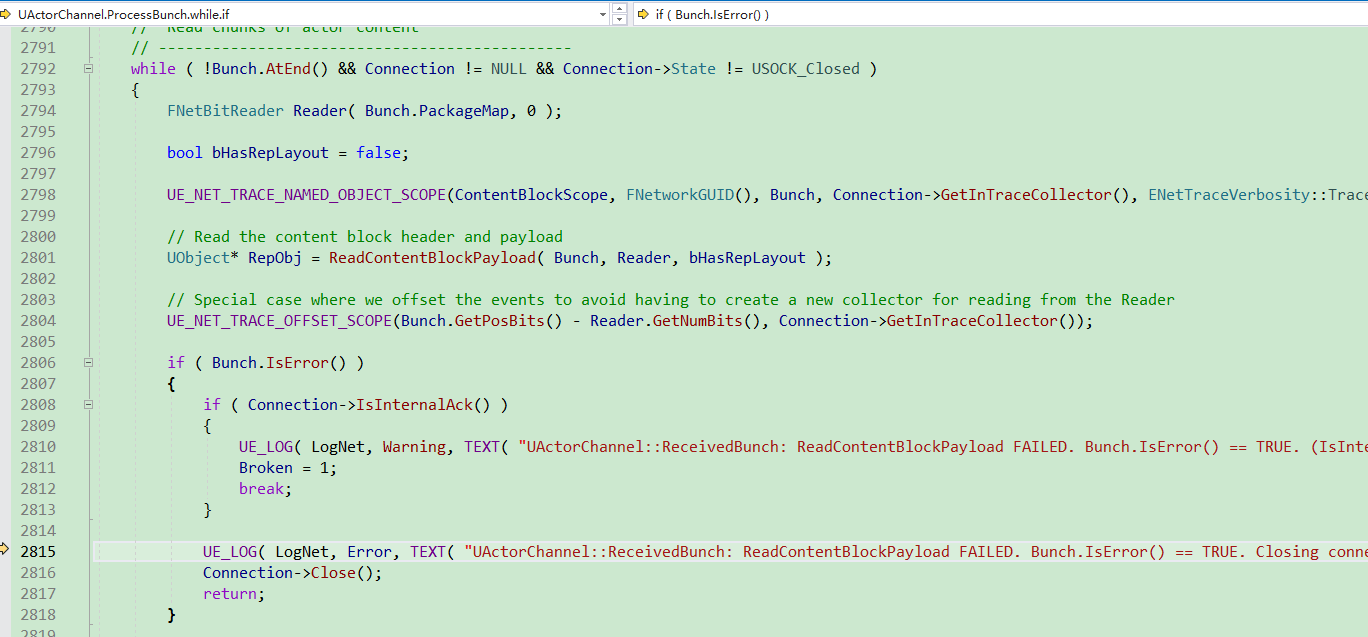 UActorChannel.ProcessBunch.while.if
if ( Bunch.IsError() )
2790 // Read chunks of actor content
2791 // ----------------------------------------------
2792 while ( !Bunch.AtEnd() && Connection != NULL && Connection->State != USOCK_Closed )
2793 {
2794 FNetBitReader Reader( Bunch.PackageMap, 0 );
2795
2796 bool bHasRepLayout = false;
2797
2798 UE_NET_TRACE_NAMED_OBJECT_SCOPE(ContentBlockScope, FNetworkGUID(), Bunch, Connection->GetInTraceCollector(), ENetTraceVerbosity::Trace
2799
2800 // Read the content block header and payload
2801 UObject* RepObj = ReadContentBlockPayload( Bunch, Reader, bHasRepLayout );
2802
2803 // Special case where we offset the events to avoid having to create a new collector for reading from the Reader
2804 UE_NET_TRACE_OFFSET_SCOPE(Bunch.GetPosBits() - Reader.GetNumBits(), Connection->GetInTraceCollector());
2805
2806 if ( Bunch.IsError() )
2807 {
2808 if ( Connection->IsInternalAck() )
2809 {
2810 UE_LOG( LogNet, Warning, TEXT( "UActorChannel::ReceivedBunch: ReadContentBlockPayload FAILED. Bunch.IsError() == TRUE. (IsInte
2811 Broken = 1;
2812 break;
2813 }
2814
2815 UE_LOG( LogNet, Error, TEXT( "UActorChannel::ReceivedBunch: ReadContentBlockPayload FAILED. Bunch.IsError() == TRUE. Closing conne
2816 Connection->Close();
2817 return;
2818 }
2819